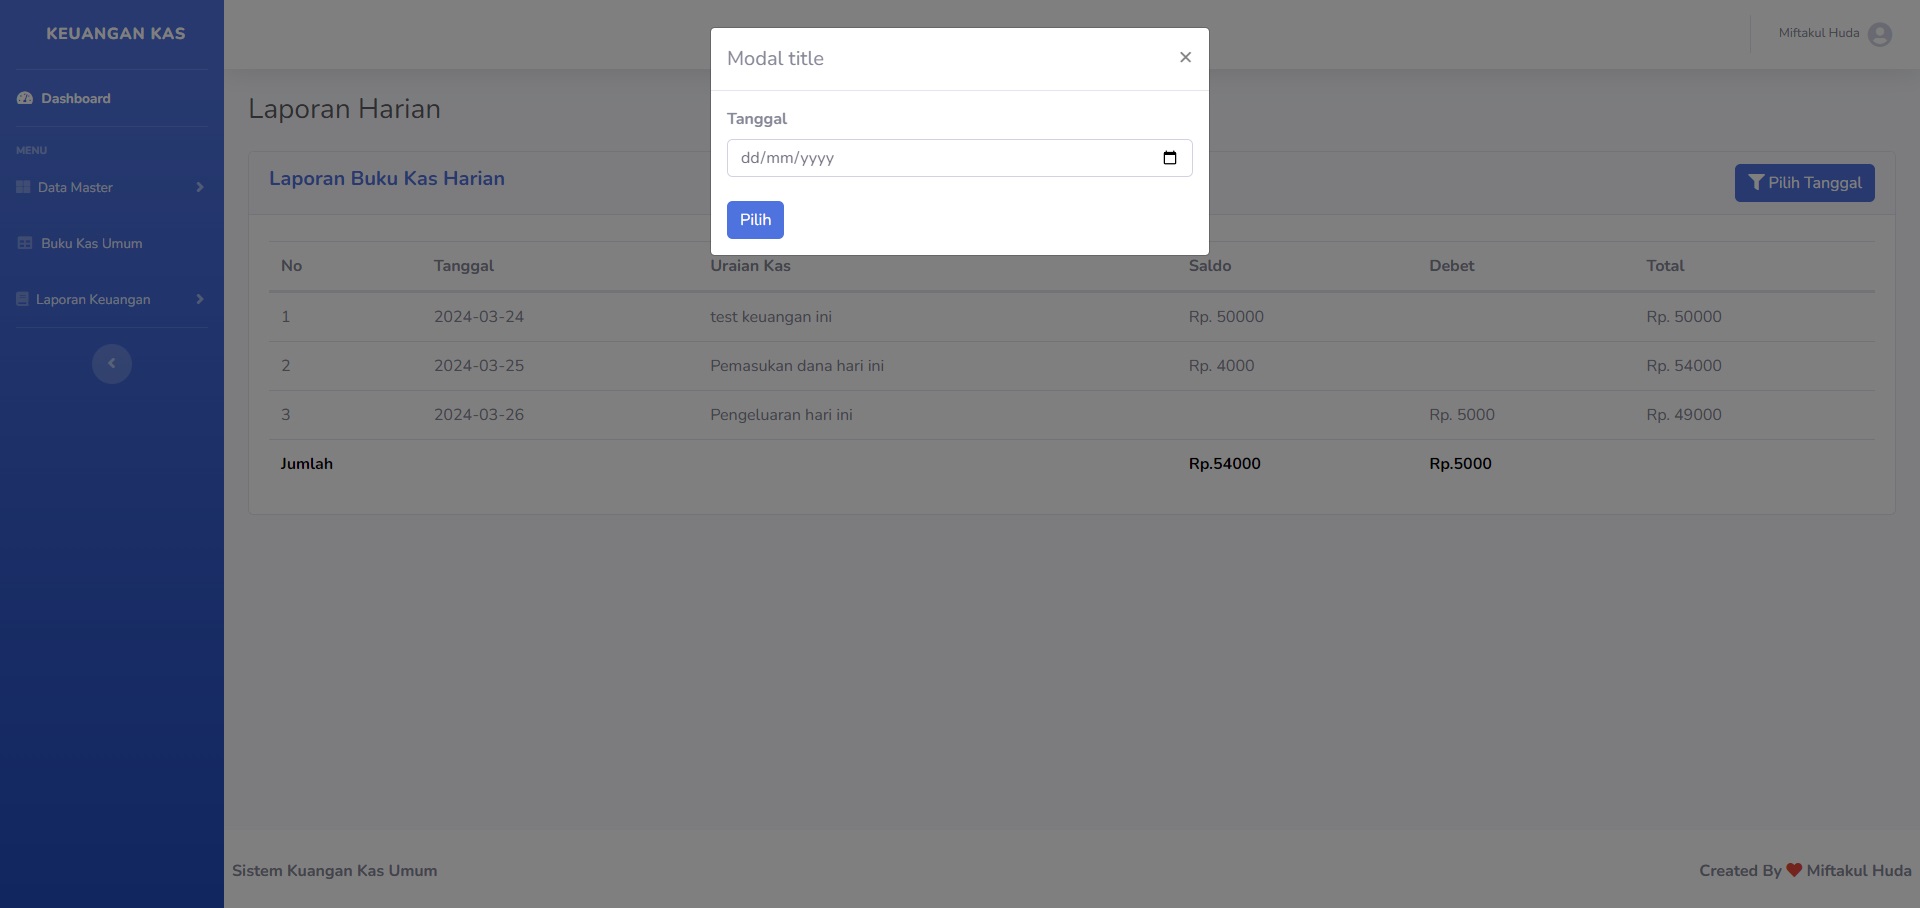 KEUANGAN KAS
Miftakul Huda
Dashboard
MENU
Data Master
Buku Kas Umum
Laporan Keuangan
Modal title ×
Tanggal
dd/mm/yyyy
Pilih
Laporan Harian
Laporan Buku Kas Harian Pilih Tanggal
No Tanggal Uraian Kas Saldo Debet Total
1 2024-03-24 test keuangan ini Rp. 50000 Rp. 50000
2 2024-03-25 Pemasukan dana hari ini Rp. 4000 Rp. 54000
3 2024-03-26 Pengeluaran hari ini Rp. 5000 Rp. 49000
Jumlah Rp.54000 Rp.5000
Sistem Kuangan Kas Umum Created By ❤ Miftakul Huda